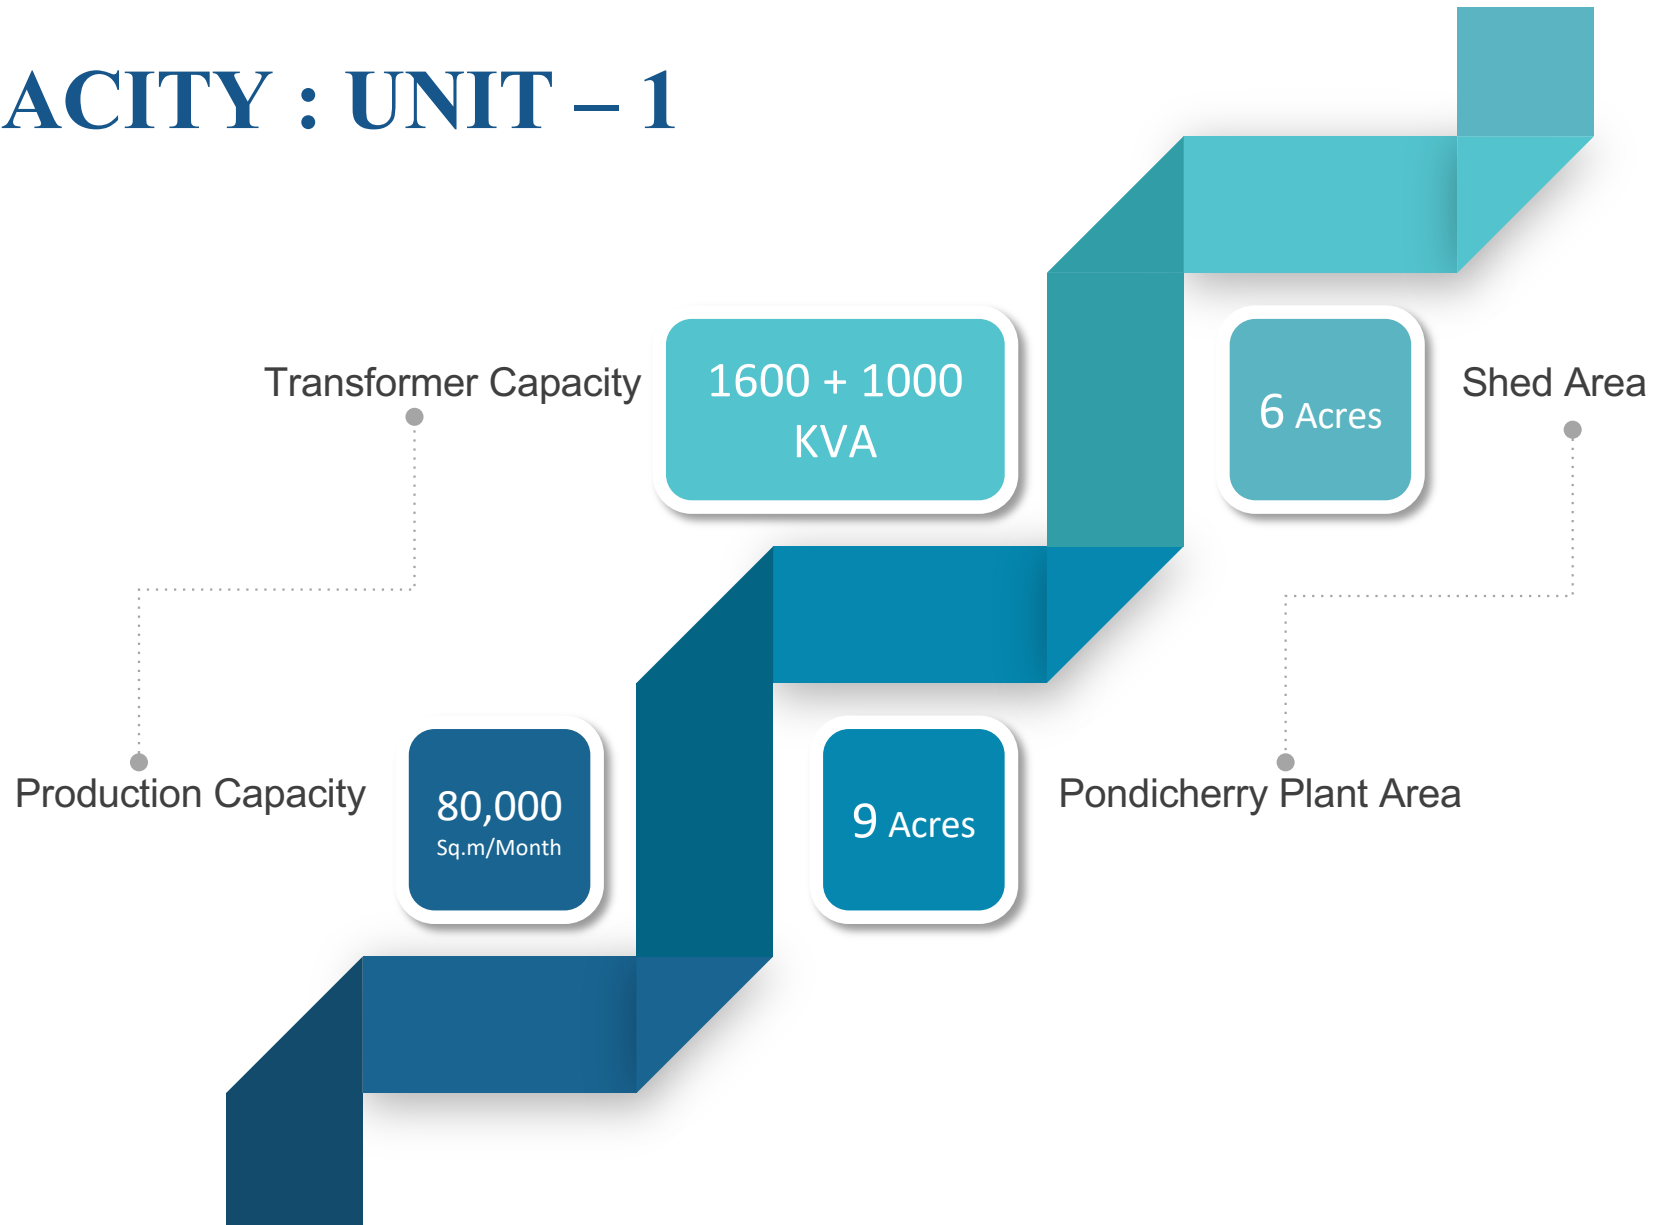 ACITY : UNIT – 1
Transformer Capacity
1600 + 1000
KVA
6 Acres
Shed Area
Production Capacity
80,000
Sq.m/Month
9 Acres
Pondicherry Plant Area